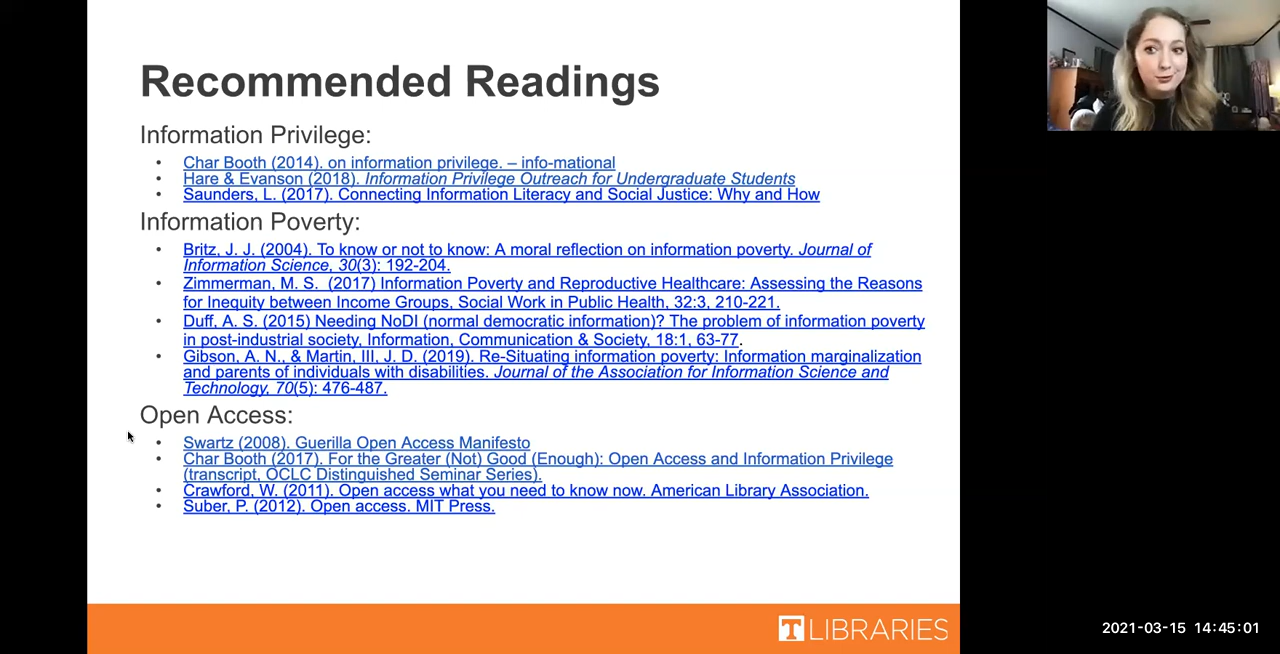 Recommended Readings
Information Privilege:
• Char Booth (2014). on information privilege. – info-mational
• Hare & Evanson (2018). Information Privilege Outreach for Undergraduate Students
• Saunders, L. (2017). Connecting Information Literacy and Social Justice: Why and How
Information Poverty:
• Britz, J. J. (2004). To know or not to know: A moral reflection on information poverty. Journal of
Information Science, 30(3): 192-204.
• Zimmerman, M. S. (2017) Information Poverty and Reproductive Healthcare: Assessing the Reasons
for Inequity between Income Groups, Social Work in Public Health, 32:3, 210-221.
• Duff, A. S. (2015) Needing NoDI (normal democratic information)? The problem of information poverty
in post-industrial society, Information, Communication & Society, 18:1, 63-77.
• Gibson, A. N., & Martin, III, J. D. (2019). Re-Situating information poverty: Information marginalization
and parents of individuals with disabilities. Journal of the Association for Information Science and
Technology, 70(5): 476-487.
Open Access:
• Swartz (2008). Guerilla Open Access Manifesto
• Char Booth (2017). For the Greater (Not) Good (Enough): Open Access and Information Privilege
(transcript, OCLC Distinguished Seminar Series).
• Crawford, W. (2011). Open access what you need to know now. American Library Association.
• Suber, P. (2012). Open access. MIT Press.
T LIBRARIES
2021-03-15 14:45:01